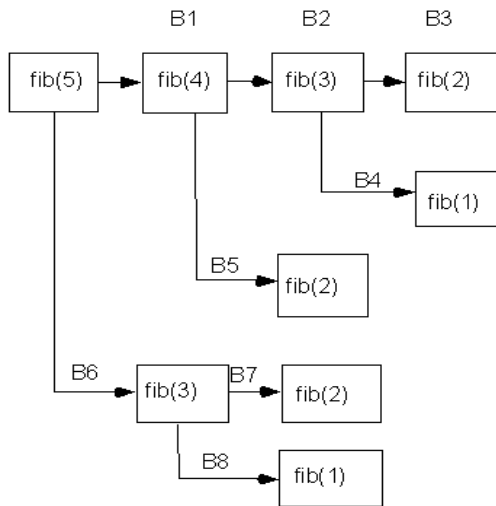 B1 B2 B3
fib(5) fib(4) fib(3) fib(2)
B4
fib(1)
B5
fib(2)
B6 B7
fib(3) fib(2)
B8
fib(1)